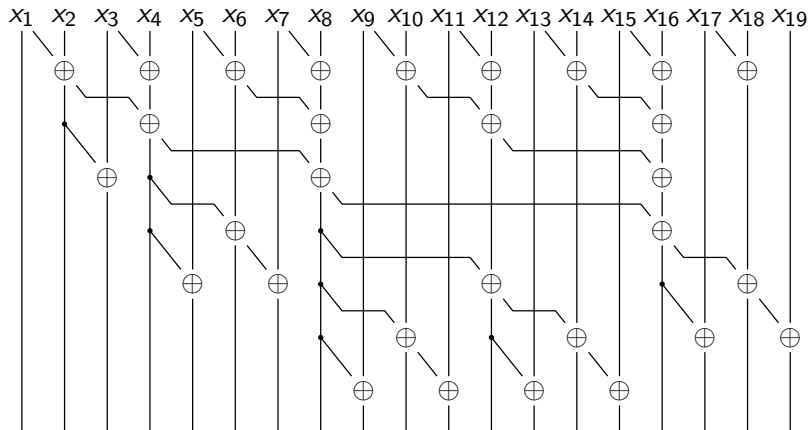 x₁ x₂ x₃ x₄ x₅ x₆ x₇ x₈ x₉ x₁₀ x₁₁ x₁₂ x₁₃ x₁₄ x₁₅ x₁₆ x₁₇ x₁₈ x₁₉